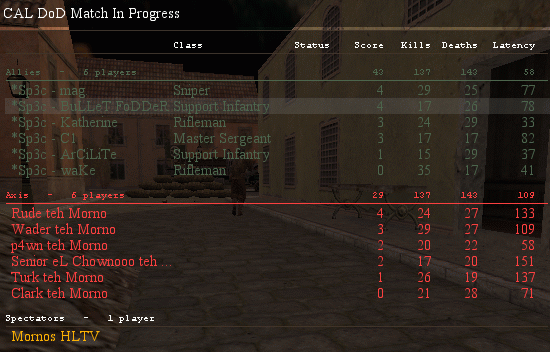 CAL DoD Match In Progress
Class Status Score Kills Deaths Latency
Allies - 6 players 43 137 143 58
*Sp3c - mag Sniper 4 29 25 77
*Sp3c - BuLLeT FoDDeR Support Infantry 4 17 26 78
*Sp3c - Katherine Rifleman 3 24 29 33
*Sp3c - C1 Master Sergeant 3 17 17 82
*Sp3c - ArCiLiTe Support Infantry 1 15 29 37
*Sp3c - waKe Rifleman 0 35 17 41
Axis - 6 players 29 137 143 109
Rude teh Morno 4 24 27 133
Wader teh Morno 3 29 27 109
p4wn teh Morno 2 20 22 58
Senior eL Chownooo teh ... 2 17 20 151
Turk teh Morno 1 26 19 137
Clark teh Morno 0 21 28 71
Spectators - 1 player
Mornos HLTV